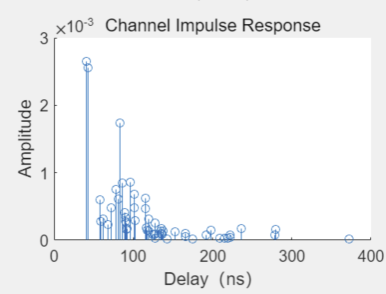 ×10⁻³ Channel Impulse Response
3
2
1
0
Amplitude
0 100 200 300 400
Delay (ns)